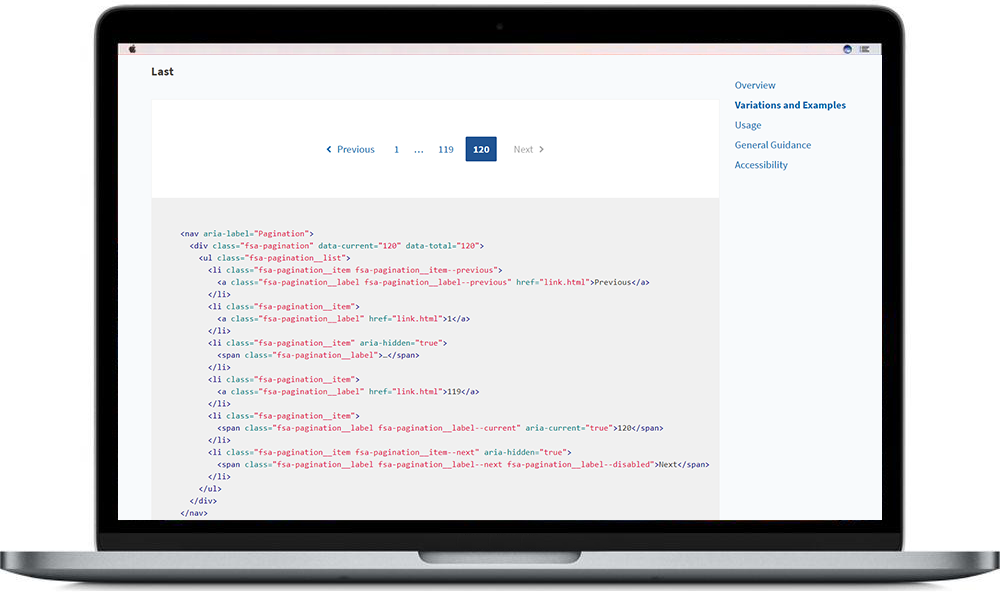 Last
Previous 1 … 119 120 Next
<nav aria-label="Pagination">
<div class="fsa-pagination" data-current="120" data-total="120">
<ul class="fsa-pagination__list">
<li class="fsa-pagination__item fsa-pagination__item--previous">
<a class="fsa-pagination__label fsa-pagination__label--previous" href="link.html">Previous</a>
</li>
<li class="fsa-pagination__item">
<a class="fsa-pagination__label" href="link.html">1</a>
</li>
<li class="fsa-pagination__item" aria-hidden="true">
<span class="fsa-pagination__label">…</span>
</li>
<li class="fsa-pagination__item">
<a class="fsa-pagination__label" href="link.html">119</a>
</li>
<li class="fsa-pagination__item">
<span class="fsa-pagination__label fsa-pagination__label--current" aria-current="true">120</span>
</li>
<li class="fsa-pagination__item fsa-pagination__item--next" aria-hidden="true">
<span class="fsa-pagination__label fsa-pagination__label--next fsa-pagination__label--disabled">Next</span>
</li>
</ul>
</div>
</nav>
Overview
Variations and Examples
Usage
General Guidance
Accessibility